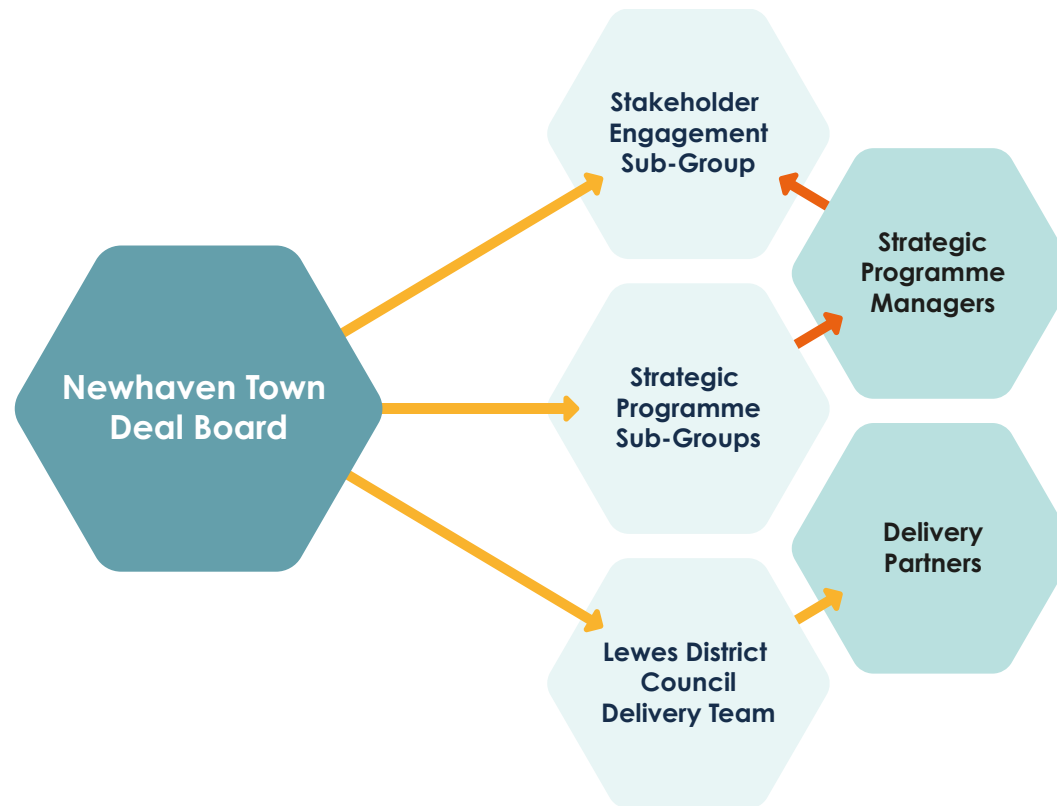 Stakeholder
Engagement
Sub-Group
Strategic
Programme
Managers
Newhaven Town
Deal Board
Strategic
Programme
Sub-Groups
Delivery
Partners
Lewes District
Council
Delivery Team